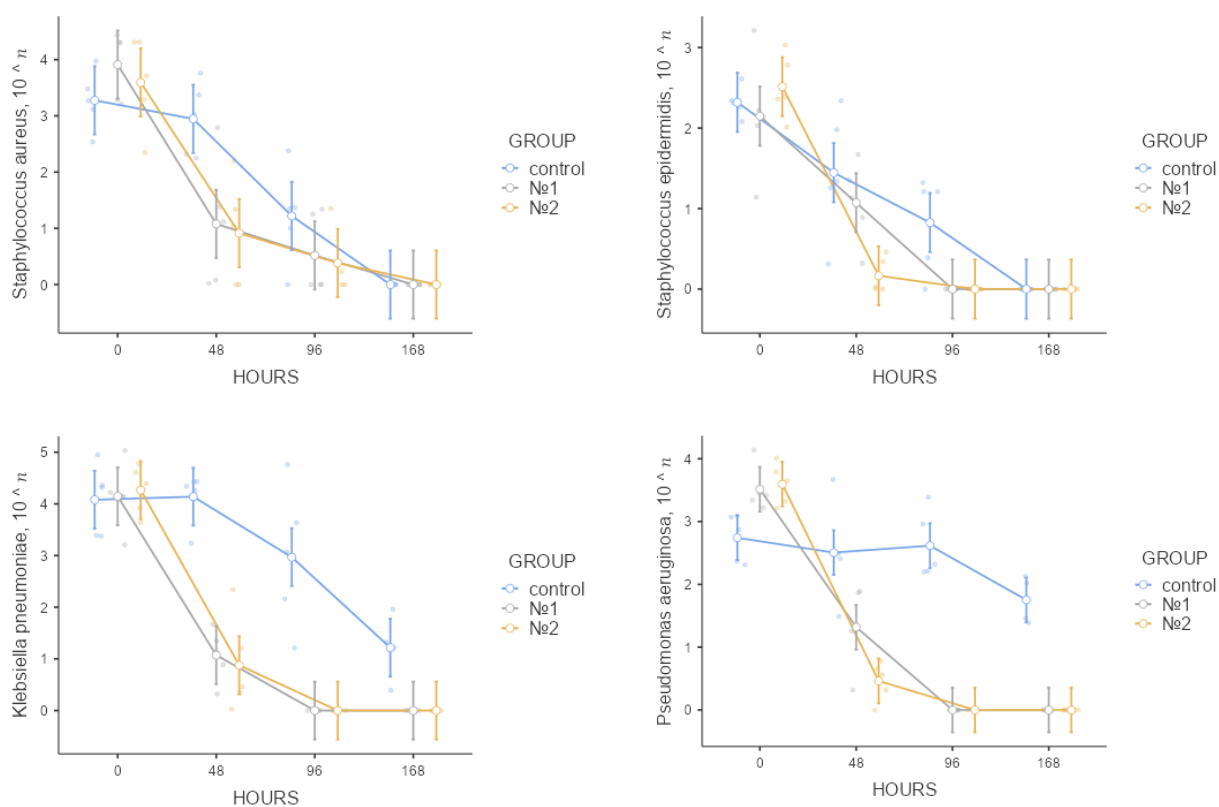 Staphylococcus aureus, 10 ^ n
4
3
2
1
0
0 48 96 168
HOURS
GROUP
control
№1
№2
Staphylococcus epidermidis, 10 ^ n
3
2
1
0
0 48 96 168
HOURS
GROUP
control
№1
№2
Klebsiella pneumoniae, 10 ^ n
5
4
3
2
1
0
0 48 96 168
HOURS
GROUP
control
№1
№2
Pseudomonas aeruginosa, 10 ^ n
4
3
2
1
0
0 48 96 168
HOURS
GROUP
control
№1
№2